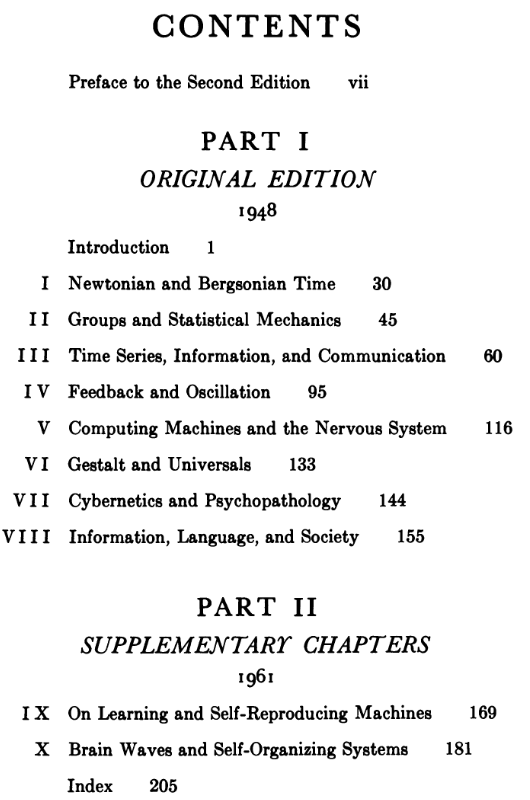 CONTENTS
Preface to the Second Edition vii
PART I
ORIGINAL EDITION
1948
Introduction 1
I Newtonian and Bergsonian Time 30
II Groups and Statistical Mechanics 45
III Time Series, Information, and Communication 60
IV Feedback and Oscillation 95
V Computing Machines and the Nervous System 116
VI Gestalt and Universals 133
VII Cybernetics and Psychopathology 144
VIII Information, Language, and Society 155
PART II
SUPPLEMENTARY CHAPTERS
1961
IX On Learning and Self-Reproducing Machines 169
X Brain Waves and Self-Organizing Systems 181
Index 205